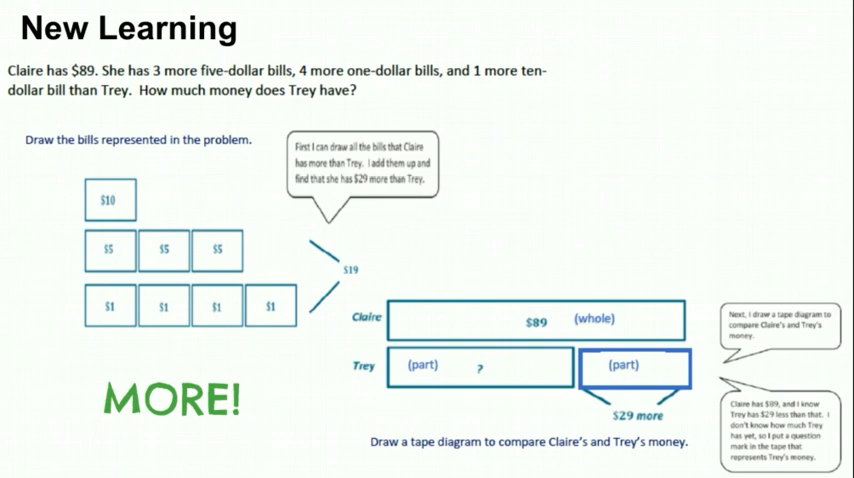 New Learning
Claire has $89. She has 3 more five-dollar bills, 4 more one-dollar bills, and 1 more ten-
dollar bill than Trey. How much money does Trey have?
Draw the bills represented in the problem.
First I can draw all the bills that Claire
has more than Trey. I add them up and
find that she has $29 more than Trey.
$10
$5 $5 $5
$19
$1 $1 $1 $1
Claire $89 (whole)
Next, I draw a tape diagram to
compare Claire's and Trey's
money.
Trey (part) ? (part)
MORE!
$29 more
Claire has $89, and I know
Trey has $29 less than that. I
don't know how much Trey
has yet, so I put a question
mark in the tape that
represents Trey's money.
Draw a tape diagram to compare Claire's and Trey's money.